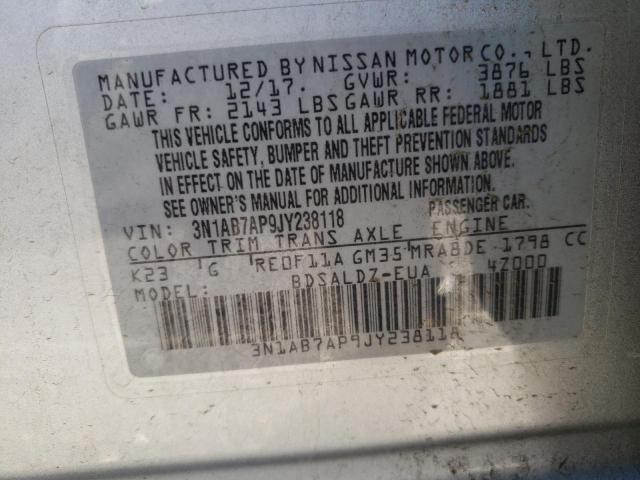 MANUFACTURED BY NISSAN MOTOR CO., LTD.
DATE: 12/17. GVWR: 3876 LBS
GAWR FR: 2143 LBS GAWR RR: 1881 LBS
THIS VEHICLE CONFORMS TO ALL APPLICABLE FEDERAL MOTOR
VEHICLE SAFETY, BUMPER AND THEFT PREVENTION STANDARDS
IN EFFECT ON THE DATE OF MANUFACTURE SHOWN ABOVE.
SEE OWNER'S MANUAL FOR ADDITIONAL INFORMATION.
VIN: 3N1AB7AP9JY238118 PASSENGER CAR.
COLOR TRIM TRANS AXLE ENGINE
K23 G RE0F11A GM35 MRA8DE 1798 CC
MODEL: BDSALDZ-EUA 4Z000
3N1AB7AP9JY238118